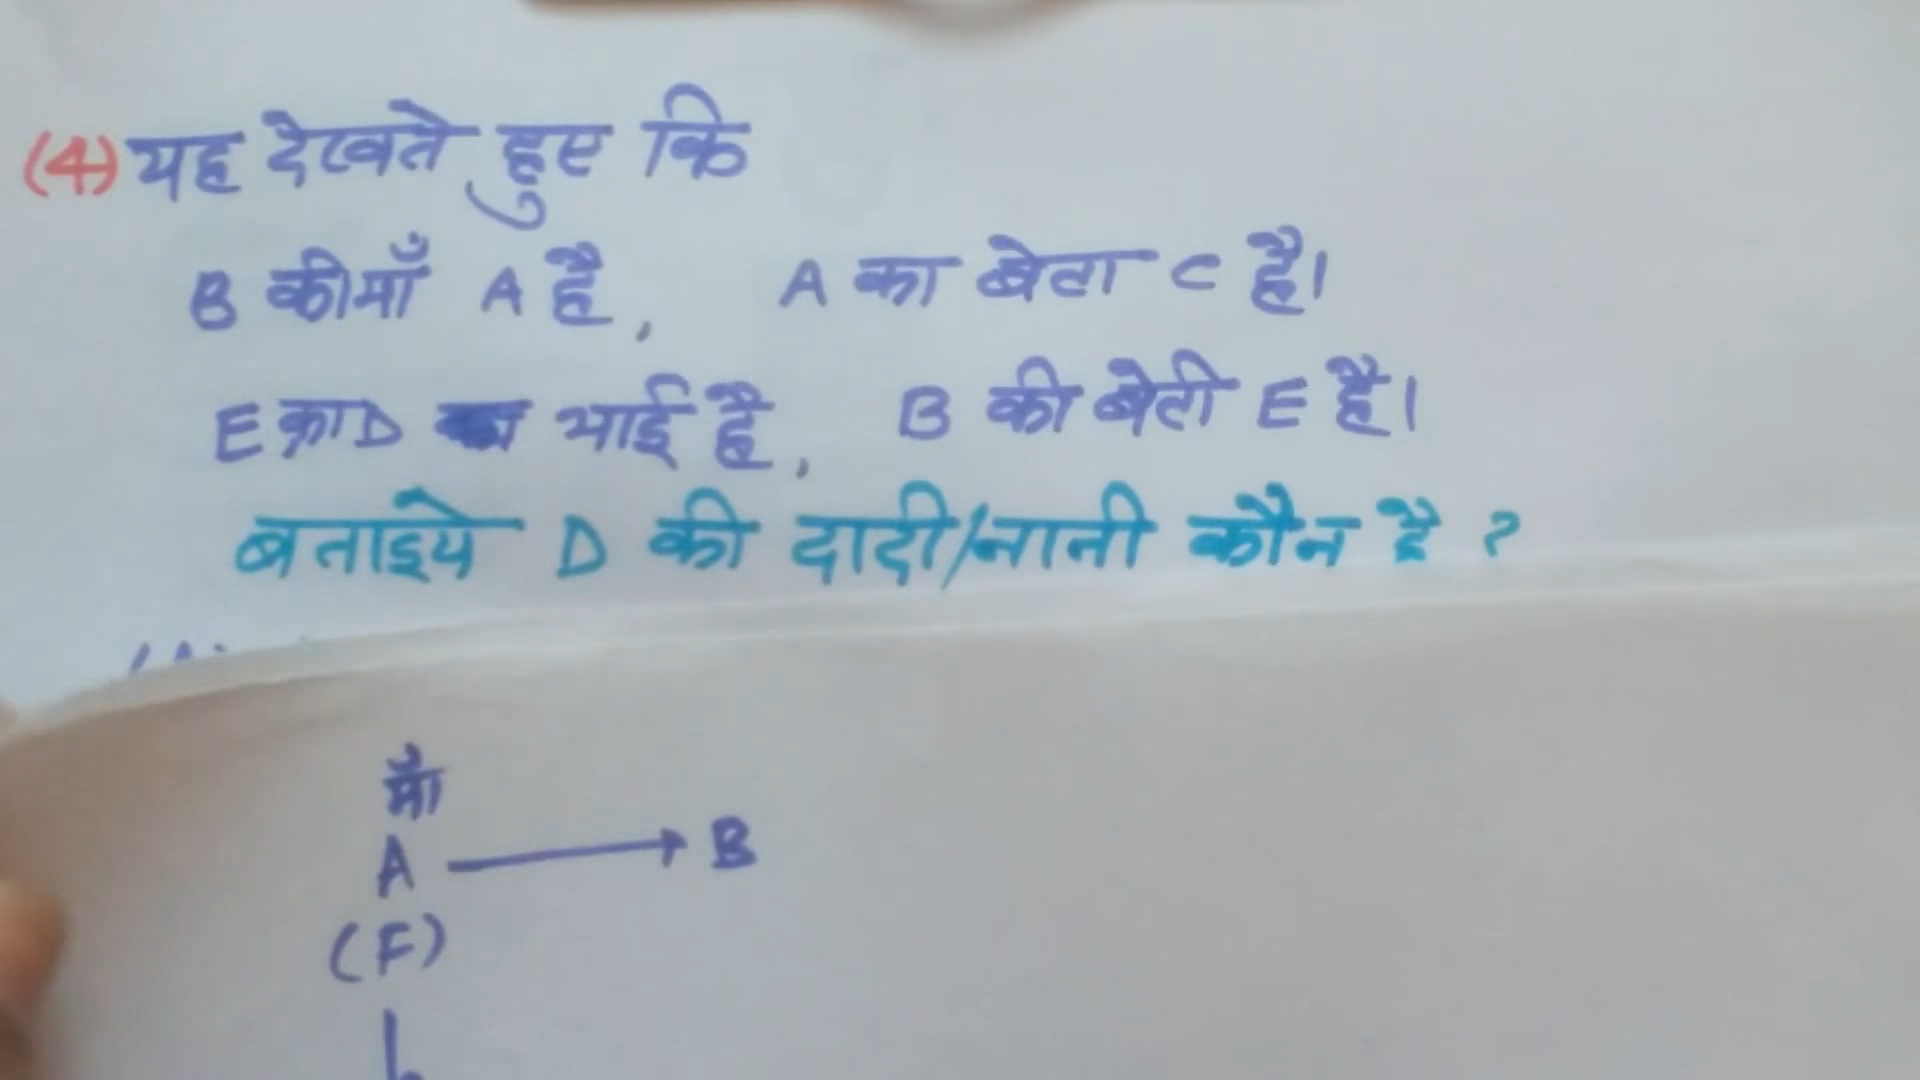 (4) यह देखते हुए कि
B की माँ A है, A का बेटा C है।
E का D भाई है, B की बेटी E है।
बताइये D की दादी/नानी कौन है ?
माँ
A → B
(F)